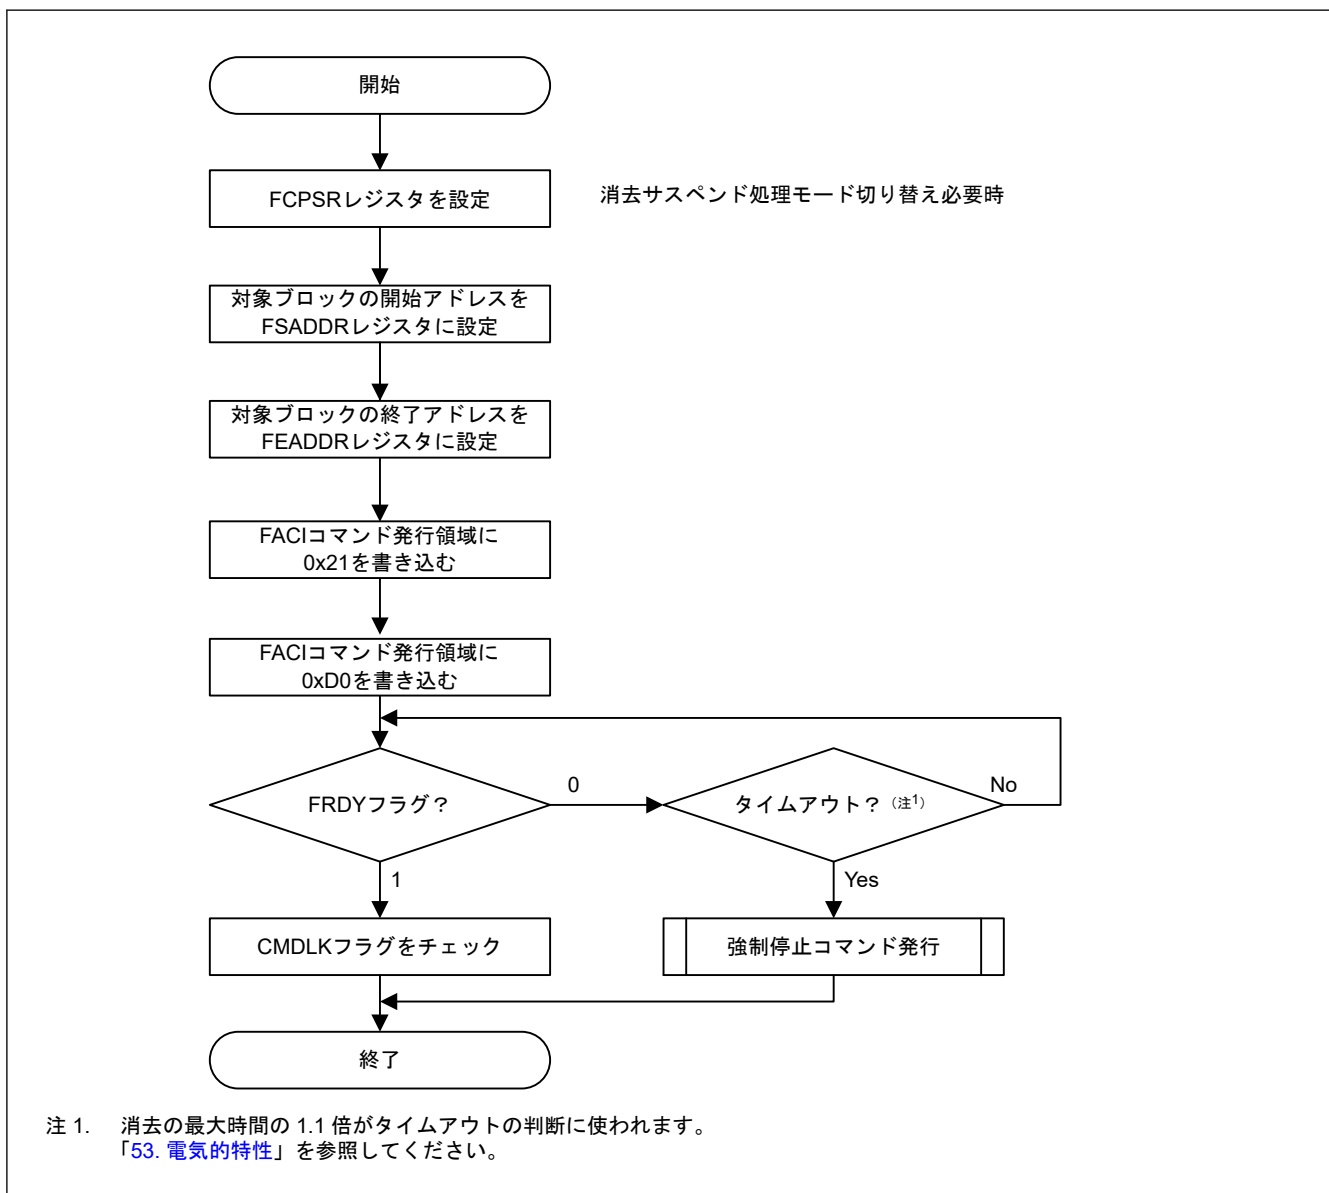 開始
FCPSRレジスタを設定
消去サスペンド処理モード切り替え必要時
対象ブロックの開始アドレスを
FSADDRレジスタに設定
対象ブロックの終了アドレスを
FEADDRレジスタに設定
FACIコマンド発行領域に
0x21を書き込む
FACIコマンド発行領域に
0xD0を書き込む
FRDYフラグ？
0
タイムアウト？（注1）
No
1
Yes
CMDLKフラグをチェック
強制停止コマンド発行
終了
注 1. 消去の最大時間の 1.1 倍がタイムアウトの判断に使われます。
「53. 電気的特性」を参照してください。